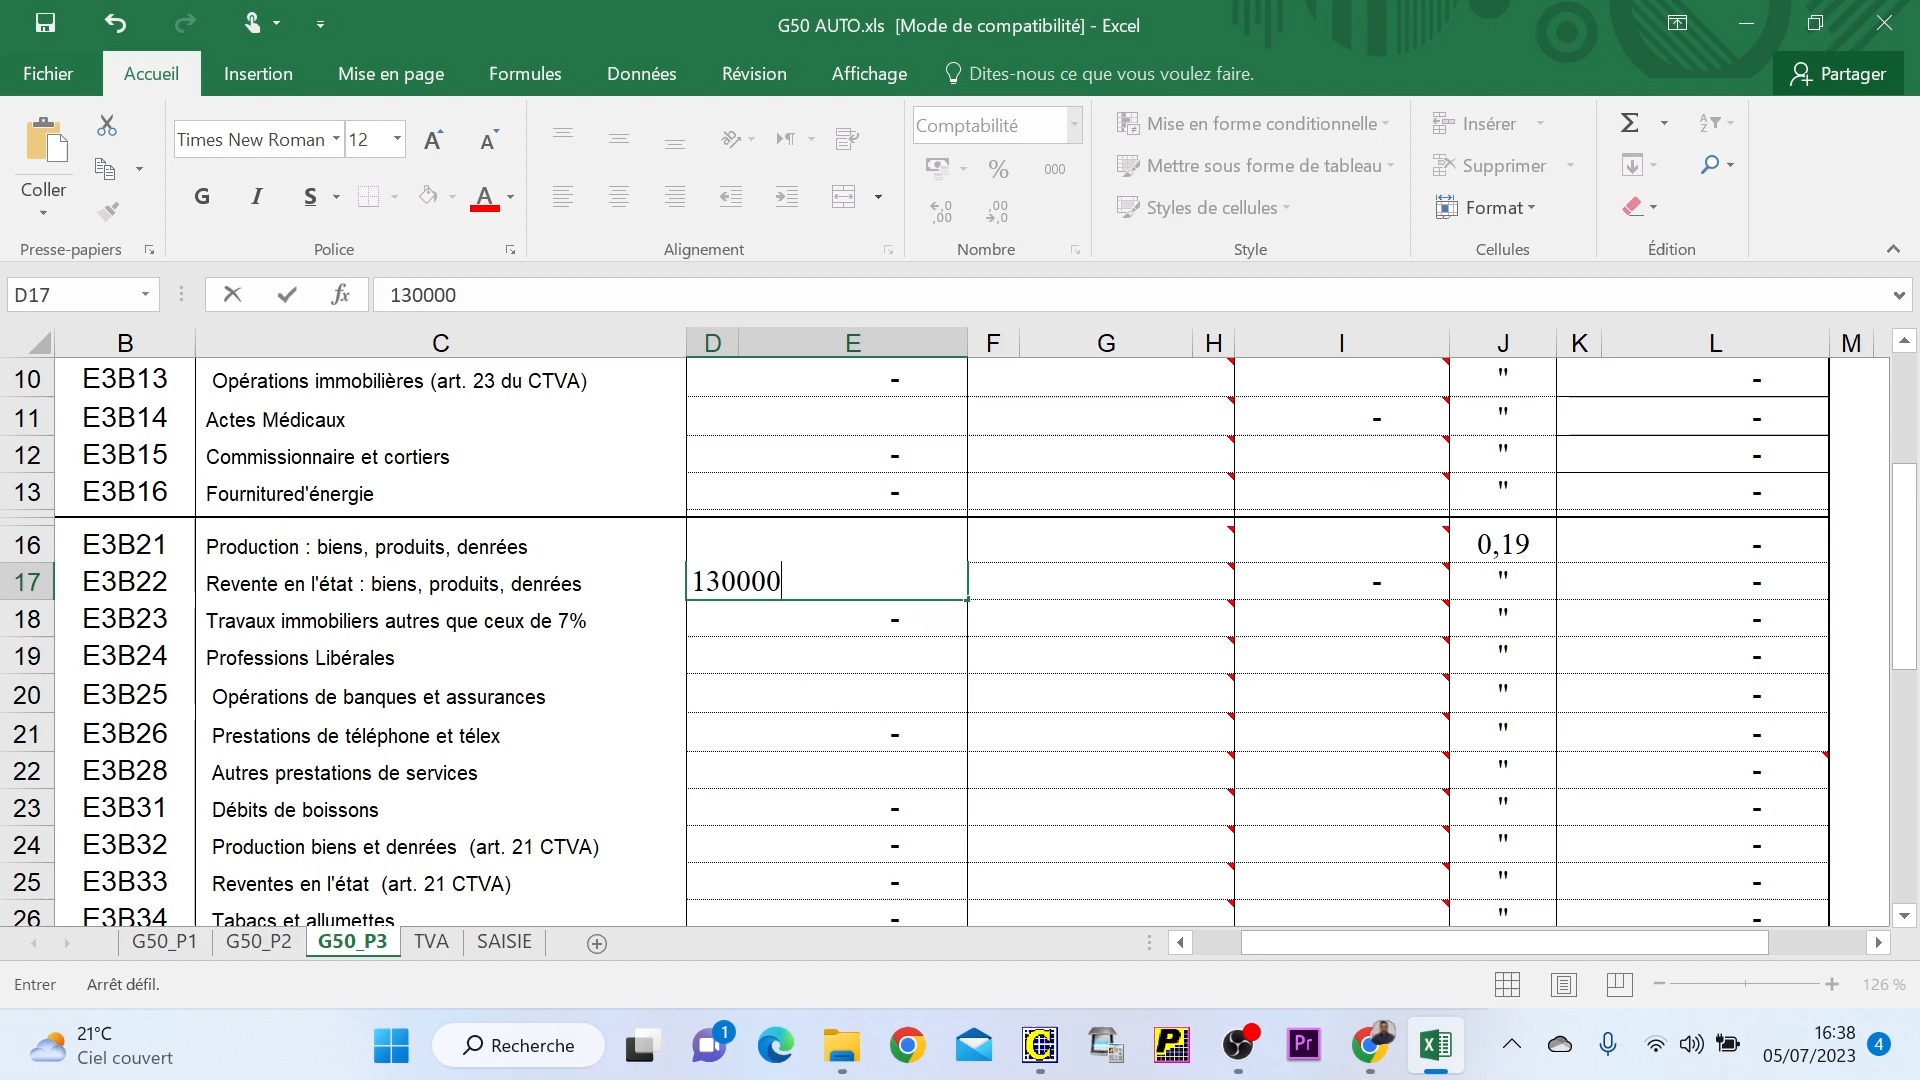 G50 AUTO.xls  [Mode de compatibilité] - Excel
Fichier Accueil Insertion Mise en page Formules Données Révision Affichage Dites-nous ce que vous voulez faire. Partager
Coller
Times New Roman 12
G I S A
Comptabilité
% 000
Mise en forme conditionnelle
Mettre sous forme de tableau
Styles de cellules
Insérer
Supprimer
Format
Presse-papiers Police Alignement Nombre Style Cellules Édition
D17 fx 130000
B C D E F G H I J K L M
10 E3B13 Opérations immobilières (art. 23 du CTVA) - " -
11 E3B14 Actes Médicaux - " -
12 E3B15 Commissionnaire et cortiers - " -
13 E3B16 Fournitured'énergie - " -
16 E3B21 Production : biens, produits, denrées 0,19 -
17 E3B22 Revente en l'état : biens, produits, denrées 130000 - " -
18 E3B23 Travaux immobiliers autres que ceux de 7% - " -
19 E3B24 Professions Libérales " -
20 E3B25 Opérations de banques et assurances " -
21 E3B26 Prestations de téléphone et télex - " -
22 E3B28 Autres prestations de services " -
23 E3B31 Débits de boissons - " -
24 E3B32 Production biens et denrées  (art. 21 CTVA) - " -
25 E3B33 Reventes en l'état  (art. 21 CTVA) - " -
26 E3B34 Tabacs et allumettes - " -
G50_P1 G50_P2 G50_P3 TVA SAISIE
Entrer Arrêt défil. 126 %
21°C
Ciel couvert
Recherche
1
Pr
16:38
05/07/2023
4